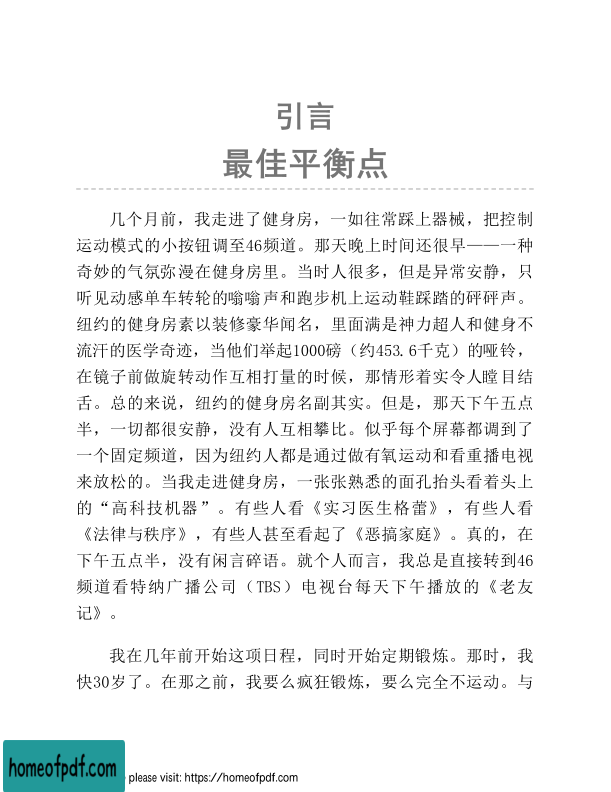 引言
最佳平衡点
几个月前，我走进了健身房，一如往常踩上器械，把控制
运动模式的小按钮调至46频道。那天晚上时间还很早——一种
奇妙的气氛弥漫在健身房里。当时人很多，但是异常安静，只
听见动感单车转轮的嗡嗡声和跑步机上运动鞋踩踏的砰砰声。
纽约的健身房素以装修豪华闻名，里面满是神力超人和健身不
流汗的医学奇迹，当他们举起1000磅（约453.6千克）的哑铃，
在镜子前做旋转动作互相打量的时候，那情形着实令人瞠目结
舌。总的来说，纽约的健身房名副其实。但是，那天下午五点
半，一切都很安静，没有人互相攀比。似乎每个屏幕都调到了
一个固定频道，因为纽约人都是通过做有氧运动和看重播电视
来放松的。当我走进健身房，一张张熟悉的面孔抬头看着头上
的“高科技机器”。有些人看《实习医生格蕾》，有些人看
《法律与秩序》，有些人甚至看起了《恶搞家庭》。真的，在
下午五点半，没有闲言碎语。就个人而言，我总是直接转到46
频道看特纳广播公司（TBS）电视台每天下午播放的《老友
记》。
我在几年前开始这项日程，同时开始定期锻炼。那时，我
快30岁了。在那之前，我要么疯狂锻炼，要么完全不运动。与
homeofpdf.com
please visit: https://homeofpdf.com